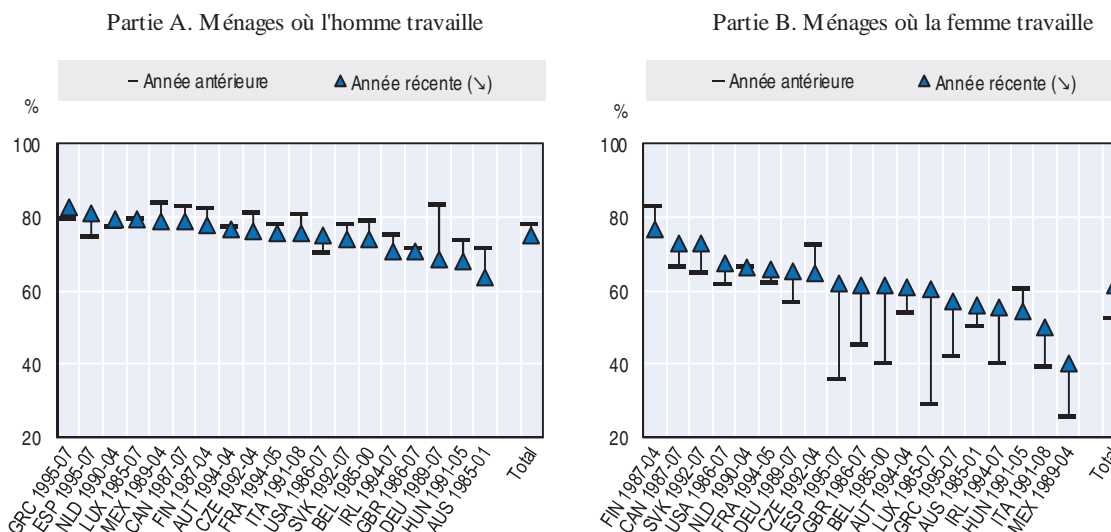 Partie A. Ménages où l'homme travaille
Année antérieure
Année récente (↘)
%
100
80
60
40
20
GRC 1995-07
ESP 1995-07
NLD 1990-04
LUX 1985-07
MEX 1989-04
CAN 1987-07
FIN 1987-04
AUT 1994-04
CZE 1992-04
FRA 1994-05
ITA 1991-08
USA 1986-07
SVK 1992-07
BEL 1985-00
IRL 1994-07
GBR 1986-07
DEU 1989-07
HUN 1991-05
AUS 1985-01
Total
Partie B. Ménages où la femme travaille
Année antérieure
Année récente (↘)
%
100
80
60
40
20
FIN 1987-04
CAN 1987-07
SVK 1992-07
USA 1986-07
NLD 1990-04
FRA 1994-05
DEU 1989-07
CZE 1992-04
ESP 1995-07
GBR 1986-07
BEL 1985-00
AUT 1994-04
LUX 1985-07
GRC 1995-07
AUS 1985-01
IRL 1994-07
HUN 1991-05
ITA 1991-08
MEX 1989-04
Total